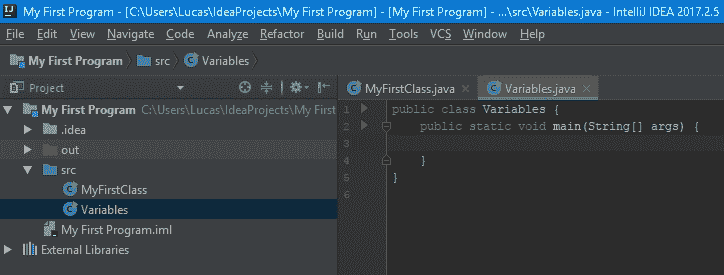 My First Program - [C:\Users\Lucas\IdeaProjects\My First Program] - [My First Program] - ...\src\Variables.java - IntelliJ IDEA 2017.2.5
File Edit View Navigate Code Analyze Refactor Build Run Tools VCS Window Help
My First Program src Variables
Project
MyFirstClass.java Variables.java
My First Program C:\Users\Lucas\IdeaProjects\My First
.idea
out
src
MyFirstClass
Variables
My First Program.iml
External Libraries
1 public class Variables {
2 public static void main(String[] args) {
3
4 }
5 }
6